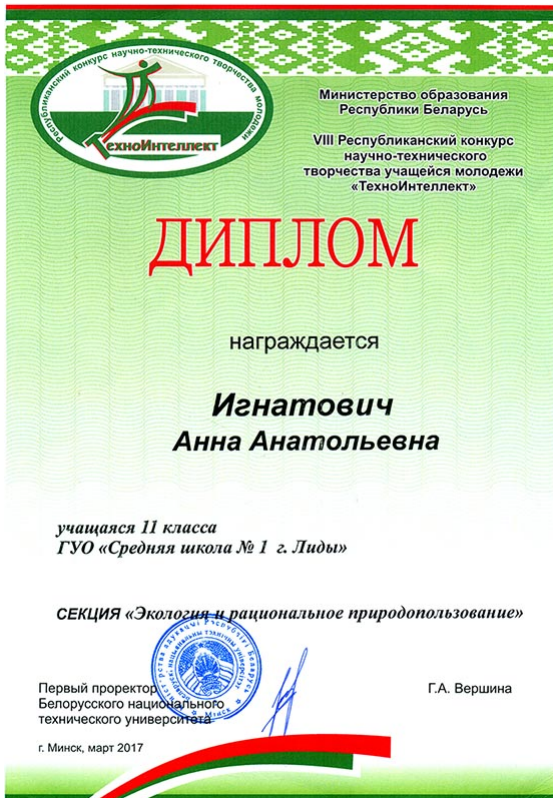 Республиканский конкурс научно-технического творчества молодежи
ТехноИнтеллект
Министерство образования
Республики Беларусь
VIII Республиканский конкурс
научно-технического
творчества учащейся молодежи
«ТехноИнтеллект»
ДИПЛОМ
награждается
Игнатович
Анна Анатольевна
учащаяся 11 класса
ГУО «Средняя школа № 1 г. Лиды»
СЕКЦИЯ «Экология и рациональное природопользование»
Первый проректор
Белорусского национального
технического университета
Г.А. Вершина
г. Минск, март 2017